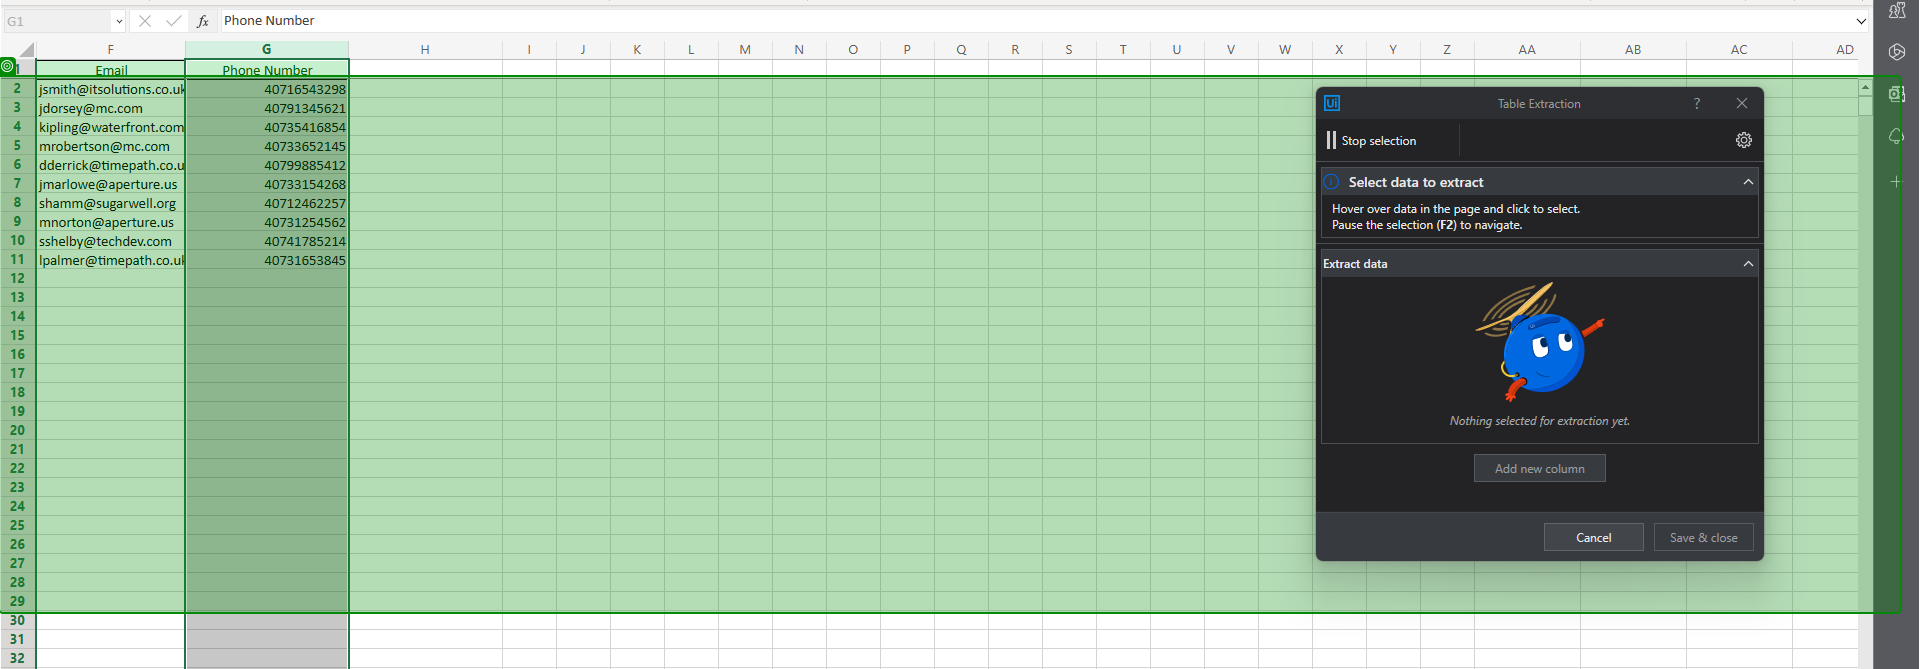 G1 fx Phone Number
F G H I J K L M N O P Q R S T U V W X Y Z AA AB AC AD
1 Email Phone Number
2 jsmith@itsolutions.co.uk 40716543298
3 jdorsey@mc.com 40791345621
4 kipling@waterfront.com 40735416854
5 mrobertson@mc.com 40733652145
6 dderrick@timepath.co.u 40799885412
7 jmarlowe@aperture.us 40733154268
8 shamm@sugarwell.org 40712462257
9 mnorton@aperture.us 40731254562
10 sshelby@techdev.com 40741785214
11 lpalmer@timepath.co.uk 40731653845
12
13
14
15
16
17
18
19
20
21
22
23
24
25
26
27
28
29
30
31
32
Ui Table Extraction ?
Stop selection
Select data to extract
Hover over data in the page and click to select.
Pause the selection (F2) to navigate.
Extract data
Nothing selected for extraction yet.
Add new column
Cancel Save & close